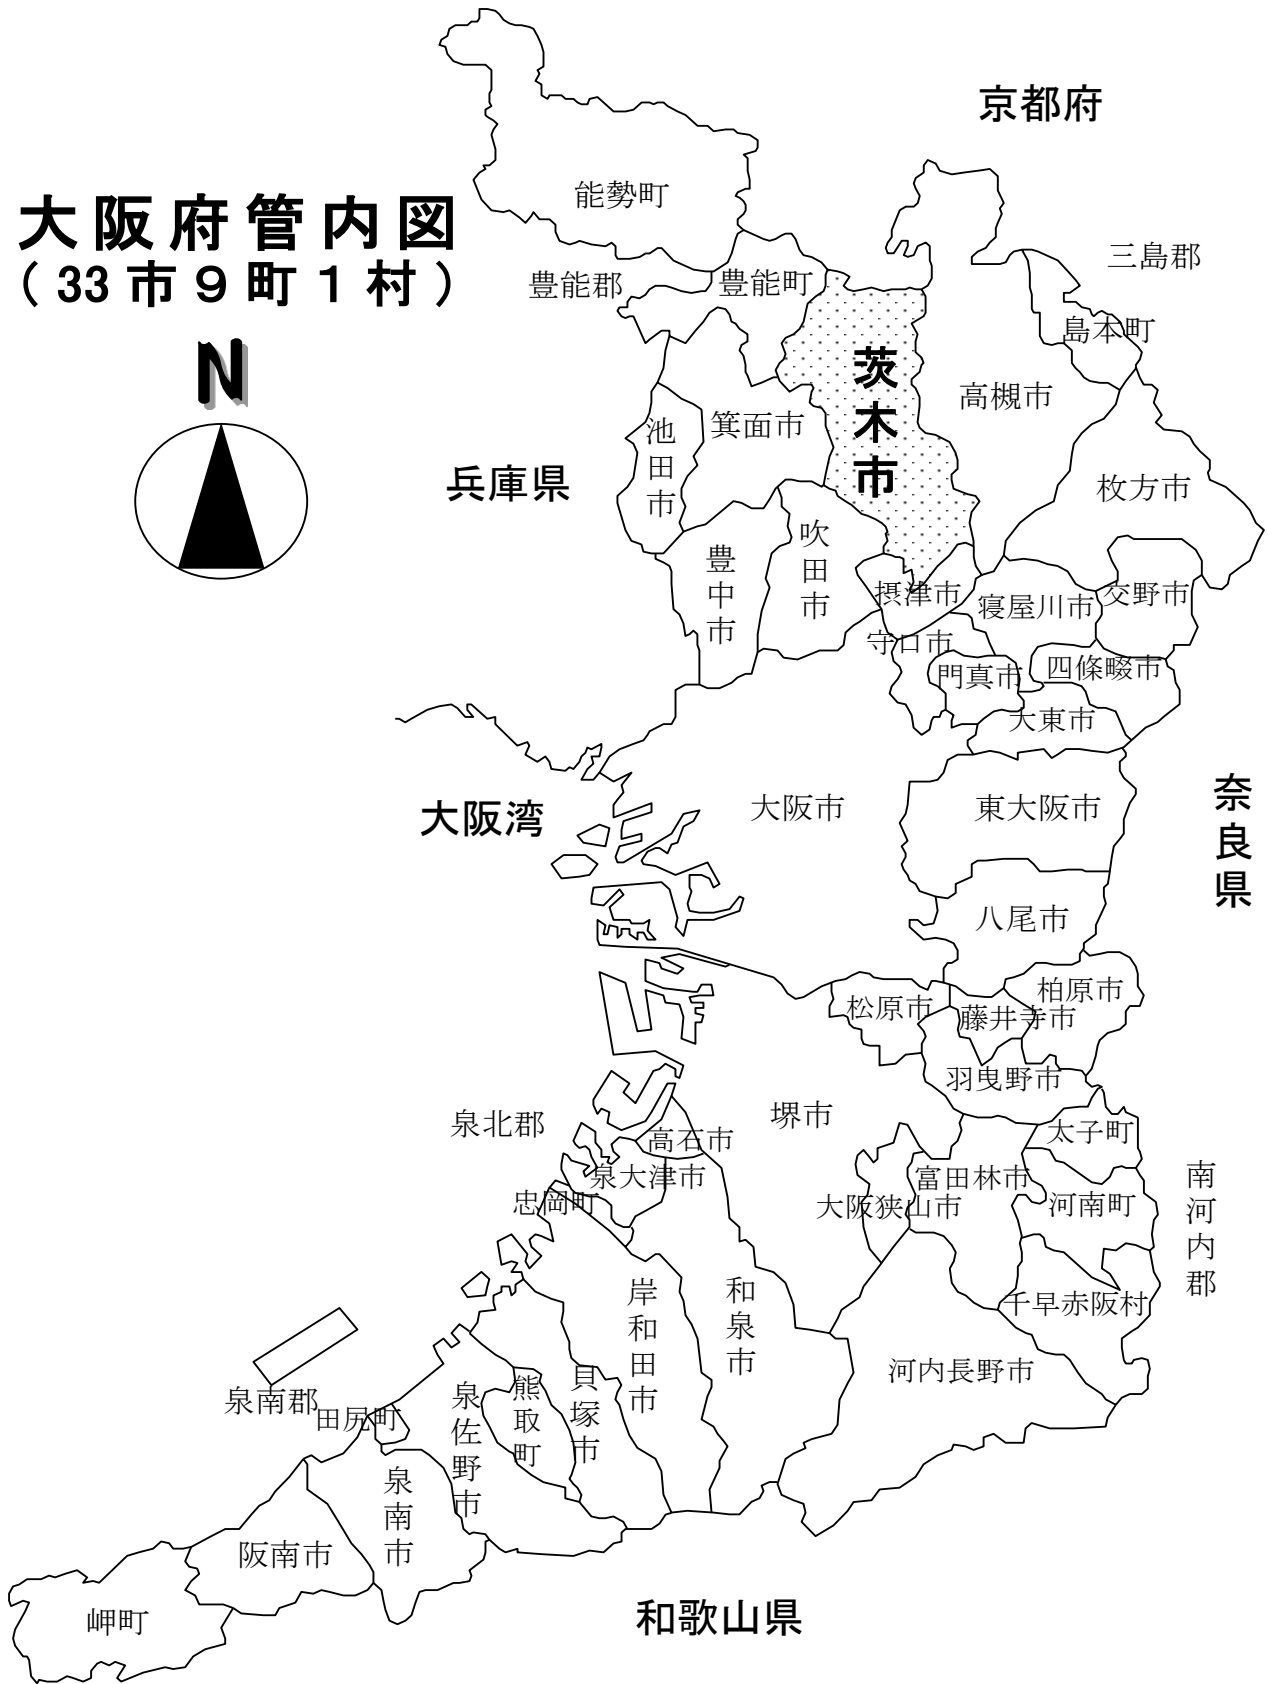 大阪府管内図
（33市９町１村）
N
京都府
能勢町
三島郡
豊能郡
豊能町
島本町
茨木市
高槻市
箕面市
池田市
兵庫県
枚方市
吹田市
豊中市
摂津市
寝屋川市
交野市
守口市
門真市
四條畷市
大東市
大阪湾
大阪市
東大阪市
奈良県
八尾市
柏原市
松原市
藤井寺市
羽曳野市
泉北郡
堺市
高石市
太子町
泉大津市
富田林市
忠岡町
大阪狭山市
河南町
南河内郡
千早赤阪村
岸和田市
和泉市
河内長野市
貝塚市
熊取町
泉佐野市
泉南郡
田尻町
泉南市
阪南市
岬町
和歌山県